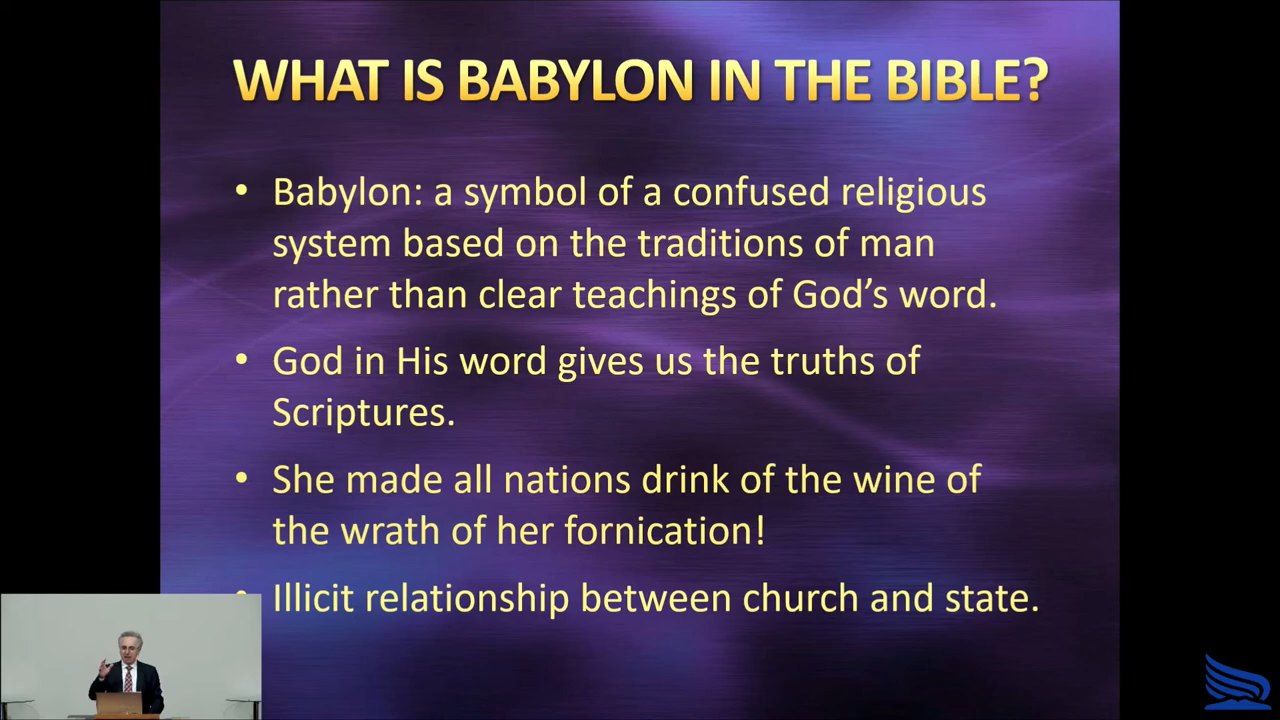 WHAT IS BABYLON IN THE BIBLE?
• Babylon: a symbol of a confused religious
system based on the traditions of man
rather than clear teachings of God’s word.
• God in His word gives us the truths of
Scriptures.
• She made all nations drink of the wine of
the wrath of her fornication!
• Illicit relationship between church and state.